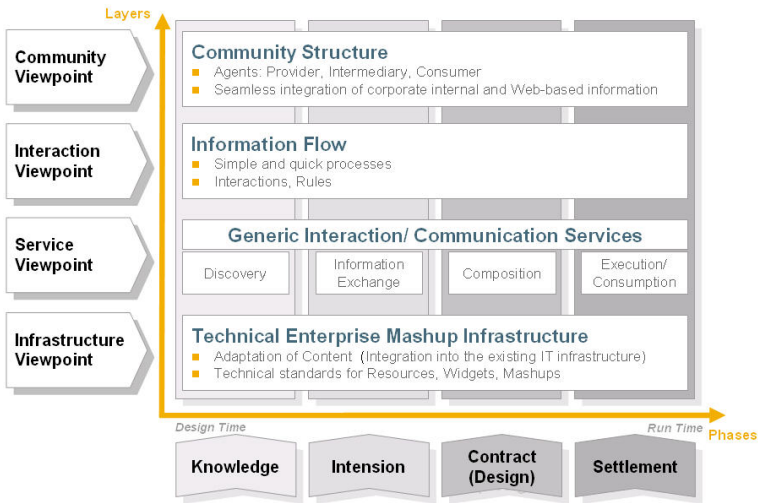 Layers
Community
Viewpoint
Community Structure
Agents: Provider, Intermediary, Consumer
Seamless integration of corporate internal and Web-based information
Interaction
Viewpoint
Information Flow
Simple and quick processes
Interactions, Rules
Service
Viewpoint
Generic Interaction/ Communication Services
Discovery
Information
Exchange
Composition
Execution/
Consumption
Infrastructure
Viewpoint
Technical Enterprise Mashup Infrastructure
Adaptation of Content (Integration into the existing IT infrastructure)
Technical standards for Resources, Widgets, Mashups
Design Time
Run Time
Phases
Knowledge
Intension
Contract
(Design)
Settlement